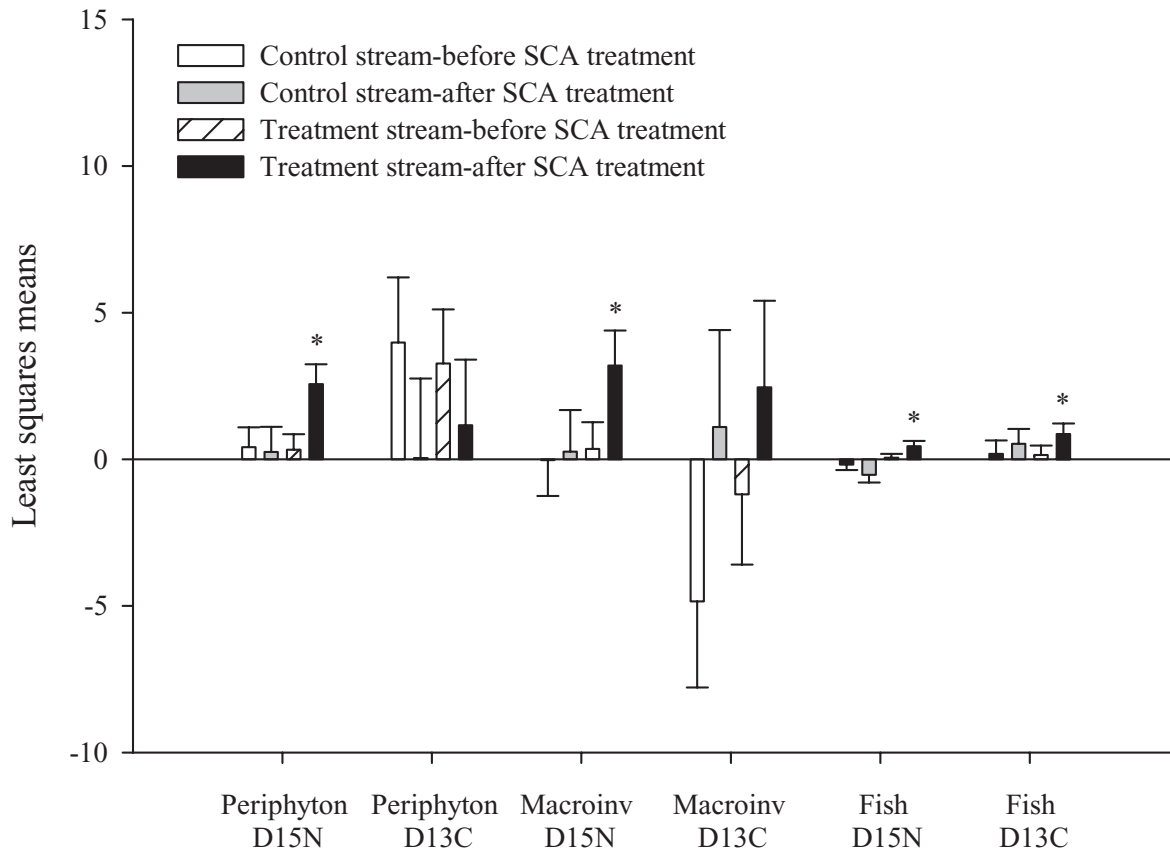 15
10
5
0
-5
-10
Least squares means
Control stream-before SCA treatment
Control stream-after SCA treatment
Treatment stream-before SCA treatment
Treatment stream-after SCA treatment
*
*
*
*
Periphyton
D15N
Periphyton
D13C
Macroinv
D15N
Macroinv
D13C
Fish
D15N
Fish
D13C